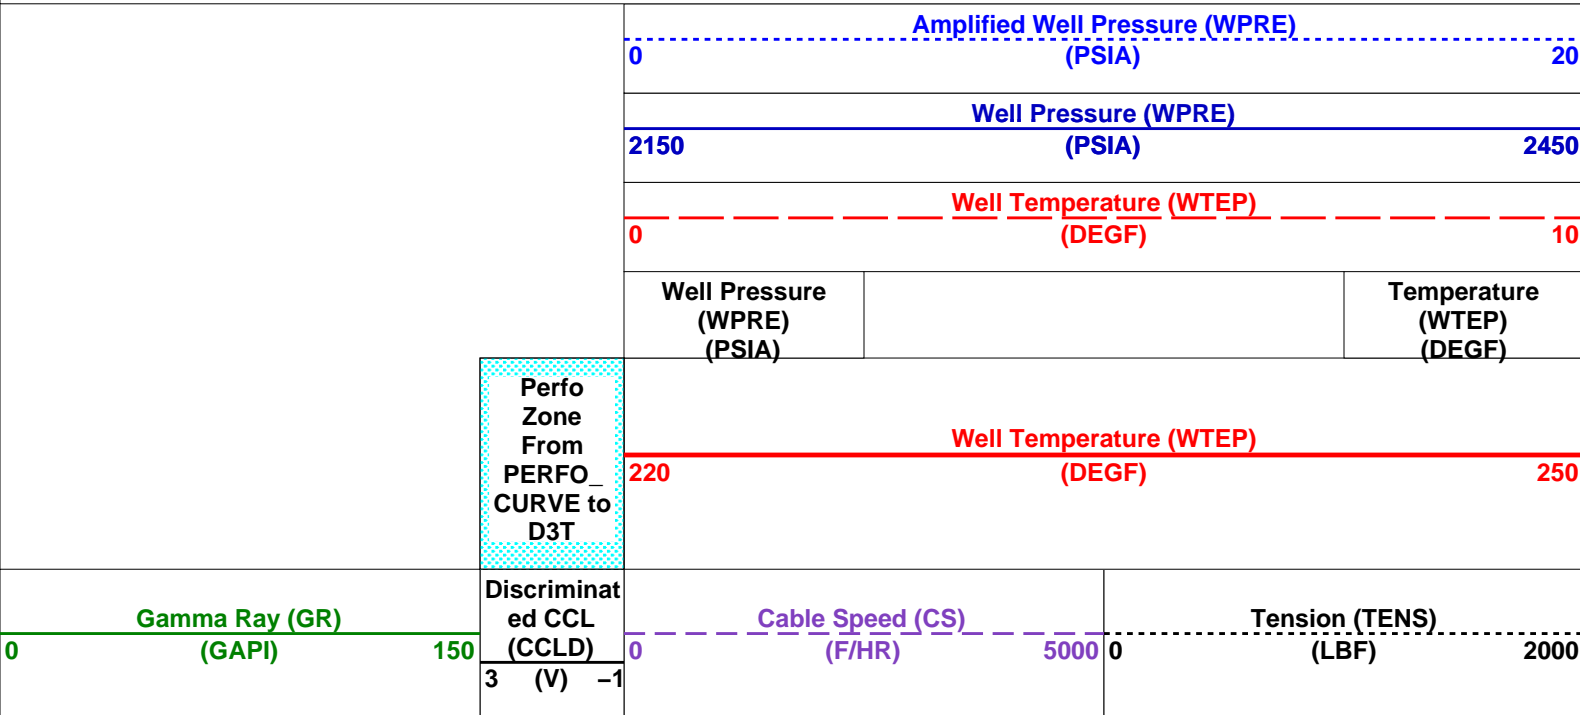 Amplified Well Pressure (WPRE)
0 (PSIA) 20
Well Pressure (WPRE)
2150 (PSIA) 2450
Well Temperature (WTEP)
0 (DEGF) 10
Well Pressure
(WPRE)
(PSIA)
Temperature
(WTEP)
(DEGF)
Perfo
Zone
From
PERFO_
CURVE to
D3T
Well Temperature (WTEP)
220 (DEGF) 250
Gamma Ray (GR)
0 (GAPI) 150
Discriminat
ed CCL
(CCLD)
3 (V) −1
Cable Speed (CS)
0 (F/HR) 5000
Tension (TENS)
0 (LBF) 2000